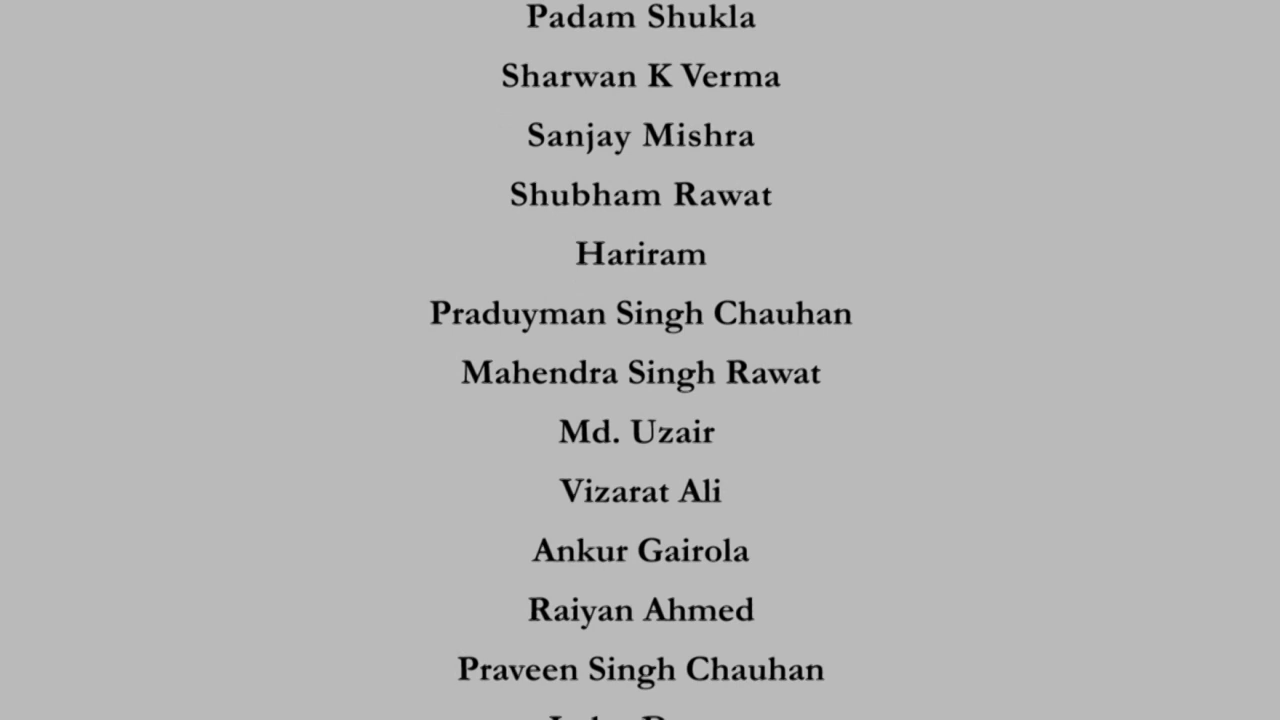 Padam Shukla
Sharwan K Verma
Sanjay Mishra
Shubham Rawat
Hariram
Praduyman Singh Chauhan
Mahendra Singh Rawat
Md. Uzair
Vizarat Ali
Ankur Gairola
Raiyan Ahmed
Praveen Singh Chauhan